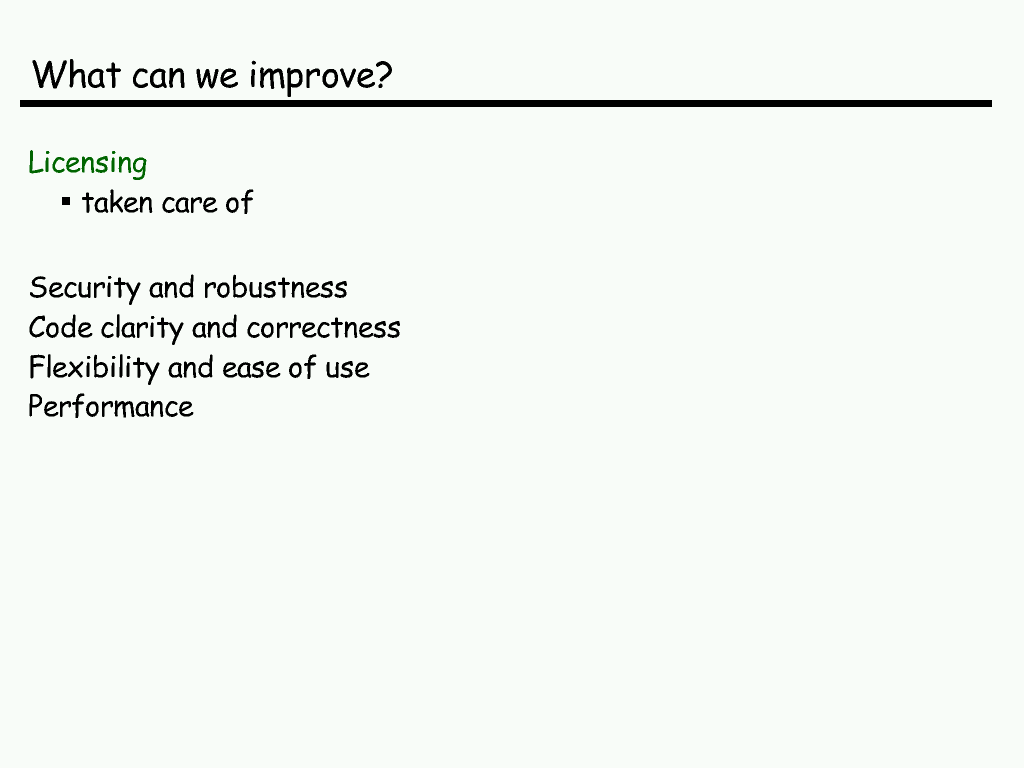 What can we improve?
Licensing
▪ taken care of
Security and robustness
Code clarity and correctness
Flexibility and ease of use
Performance